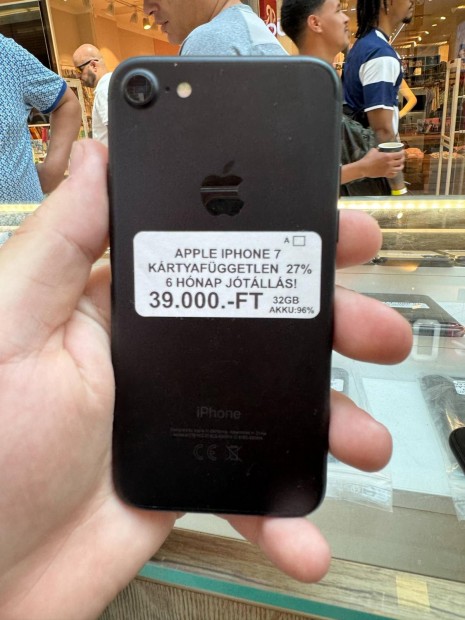 A
APPLE IPHONE 7
KÁRTYAFÜGGETLEN 27%
6 HÓNAP JÓTÁLLÁS!
39.000.-FT 32GB
AKKU:96%
iPhone